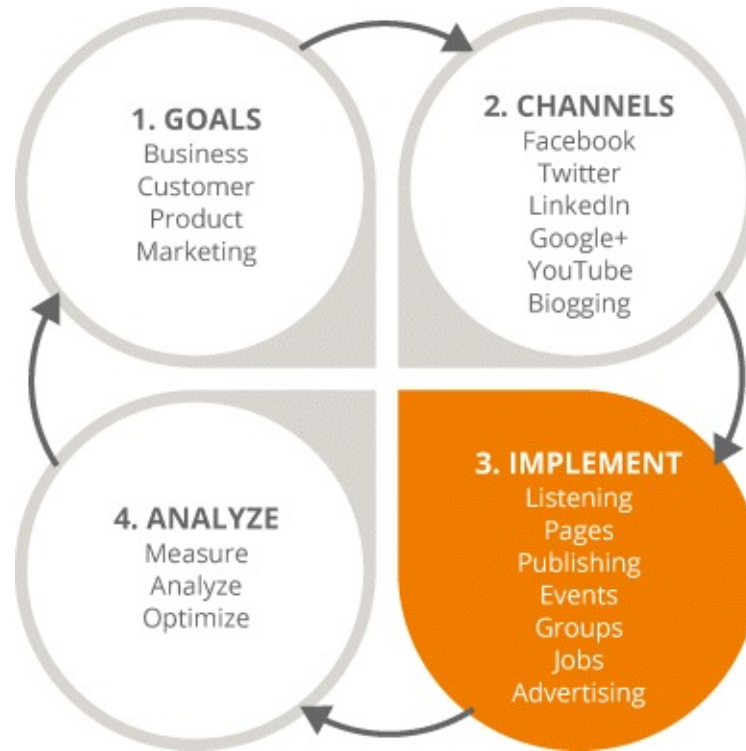 1. GOALS
Business
Customer
Product
Marketing
2. CHANNELS
Facebook
Twitter
LinkedIn
Google+
YouTube
Biogging
3. IMPLEMENT
Listening
Pages
Publishing
Events
Groups
Jobs
Advertising
4. ANALYZE
Measure
Analyze
Optimize